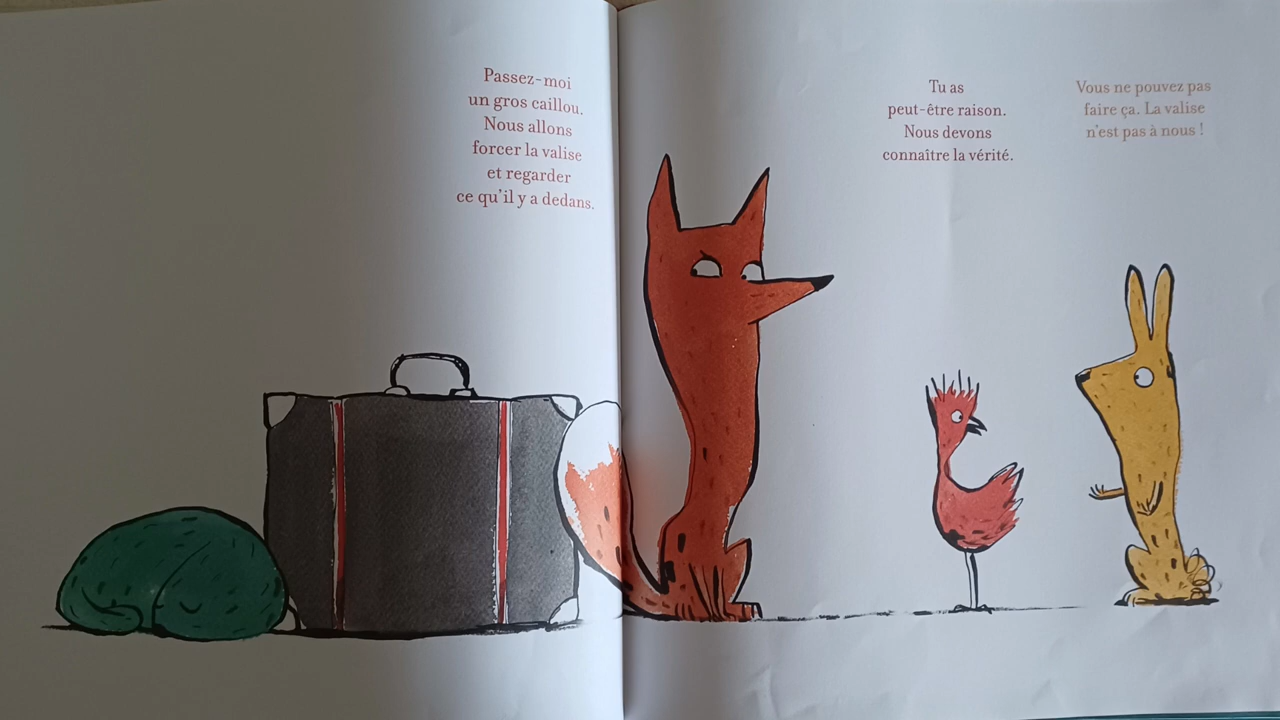 Passez-moi
un gros caillou.
Nous allons
forcer la valise
et regarder
ce qu'il y a dedans.
Tu as
peut-être raison.
Nous devons
connaître la vérité.
Vous ne pouvez pas
faire ça. La valise
n'est pas à nous !